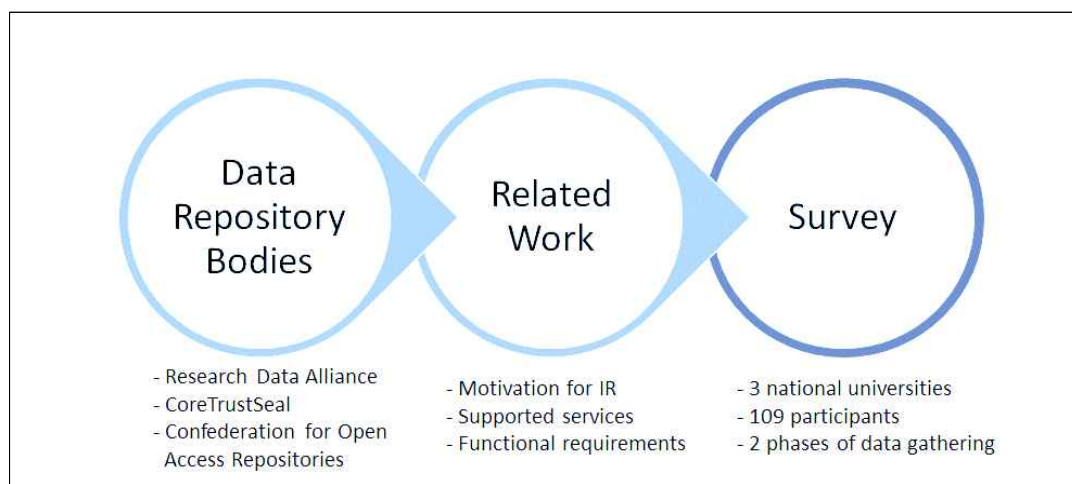 Data
Repository
Bodies
- Research Data Alliance
- CoreTrustSeal
- Confederation for Open
Access Repositories
Related
Work
- Motivation for IR
- Supported services
- Functional requirements
Survey
- 3 national universities
- 109 participants
- 2 phases of data gathering